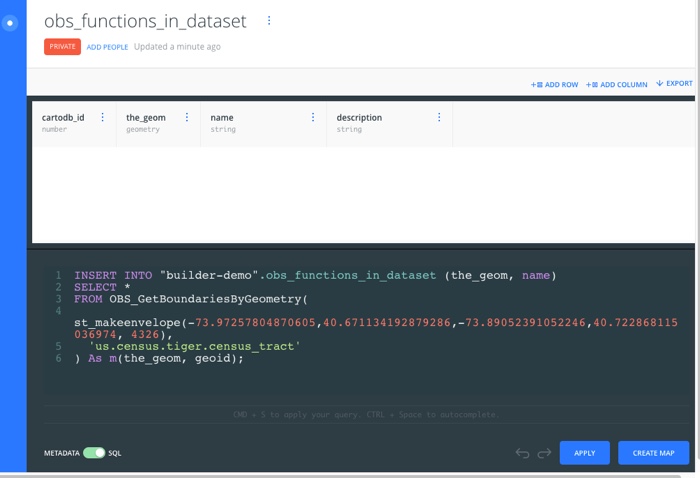 obs_functions_in_dataset
PRIVATE ADD PEOPLE Updated a minute ago
ADD ROW ADD COLUMN EXPORT
cartodb_id the_geom name description
number geometry string string
1 INSERT INTO "builder-demo".obs_functions_in_dataset (the_geom, name)
2 SELECT *
3 FROM OBS_GetBoundariesByGeometry(
4
st_makeenvelope(-73.97257804870605,40.671134192879286,-73.89052391052246,40.722868115
036974, 4326),
5 'us.census.tiger.census_tract'
6 ) As m(the_geom, geoid);
CMD + S to apply your query. CTRL + Space to autocomplete.
METADATA SQL APPLY CREATE MAP